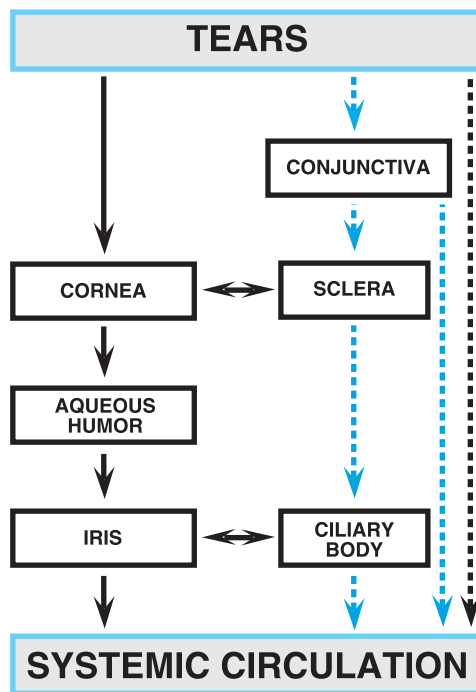 TEARS
CONJUNCTIVA
CORNEA
SCLERA
AQUEOUS
HUMOR
IRIS
CILIARY
BODY
SYSTEMIC CIRCULATION